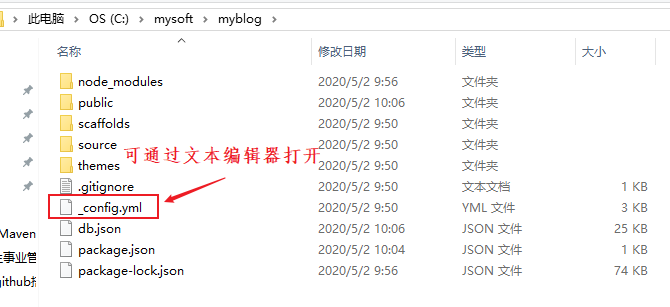 此电脑 > OS (C:) > mysoft > myblog >
名称 修改日期 类型 大小
node_modules 2020/5/2 9:56 文件夹
public 2020/5/2 10:06 文件夹
scaffolds 2020/5/2 9:50 文件夹
source 2020/5/2 9:50 文件夹
可通过文本编辑器打开
themes 2020/5/2 9:50 文件夹
.gitignore 2020/5/2 9:50 文本文档 1 KB
_config.yml 2020/5/2 9:50 YML 文件 3 KB
db.json 2020/5/2 10:06 JSON 文件 25 KB
Maven
package.json 2020/5/2 10:04 JSON 文件 1 KB
事业管
package-lock.json 2020/5/2 9:56 JSON 文件 74 KB
github